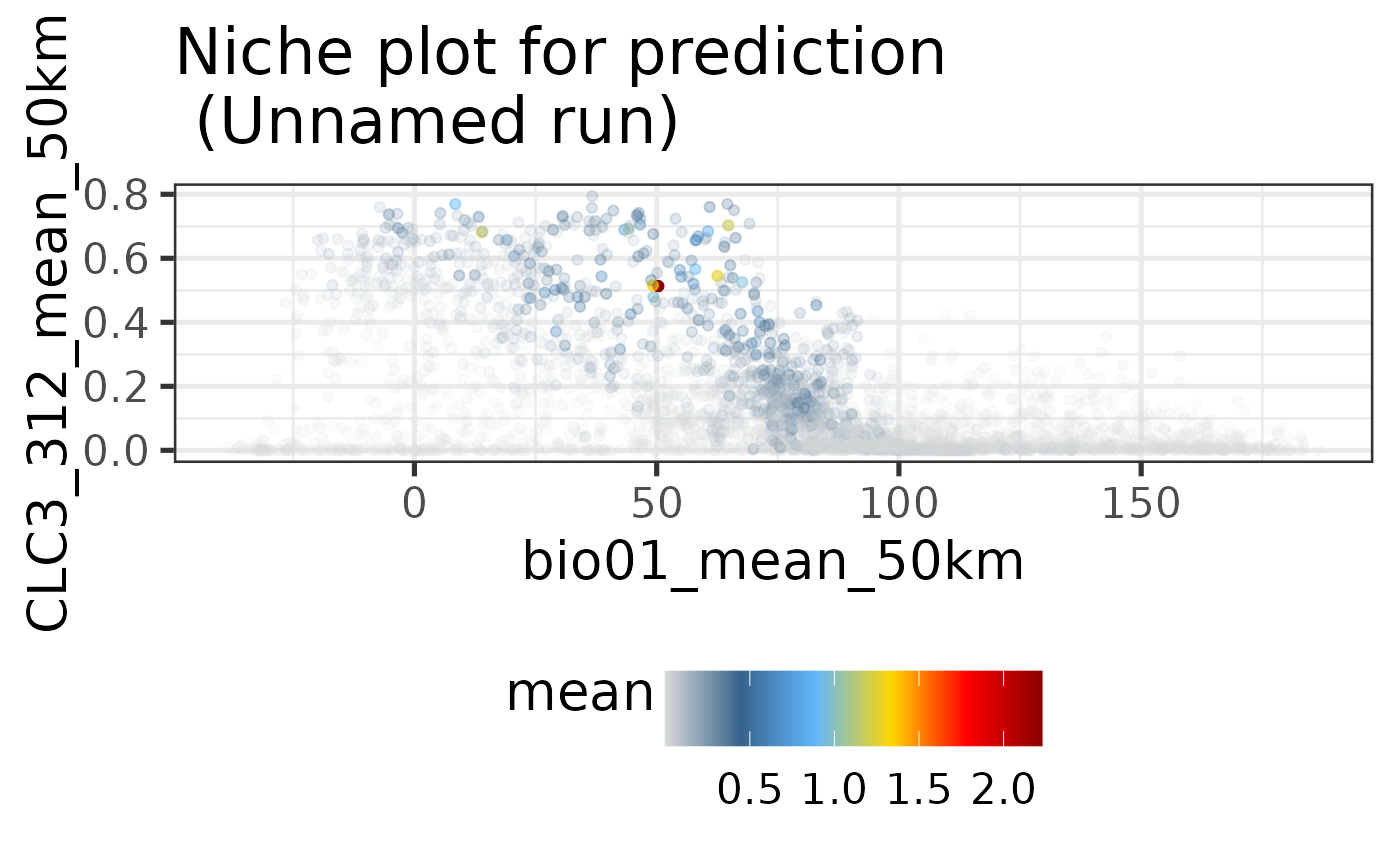 Niche plot for prediction
(Unnamed run)
CLC3_312_mean_50km
0.8
0.6
0.4
0.2
0.0
0 50 100 150
bio01_mean_50km
mean
0.5 1.0 1.5 2.0